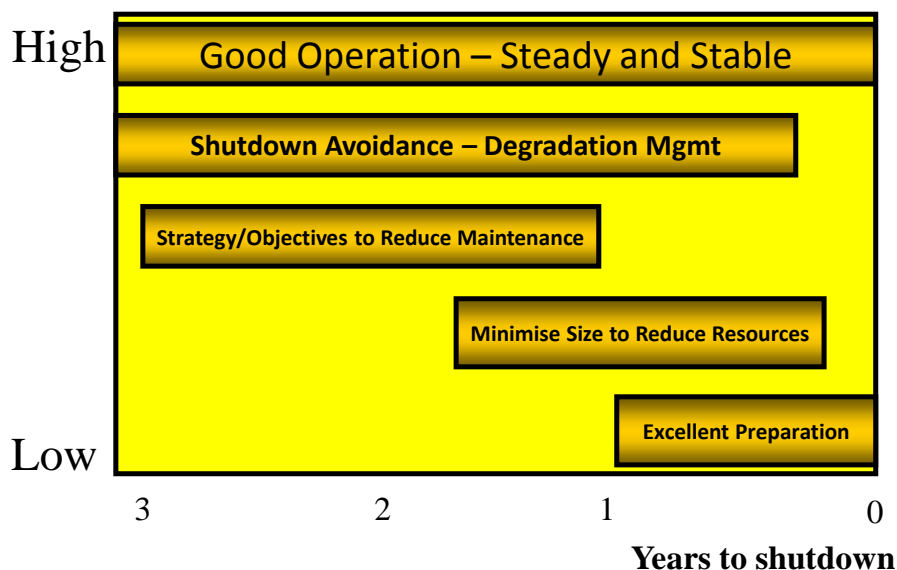 High
Good Operation – Steady and Stable
Shutdown Avoidance – Degradation Mgmt
Strategy/Objectives to Reduce Maintenance
Minimise Size to Reduce Resources
Excellent Preparation
Low
3 2 1 0
Years to shutdown